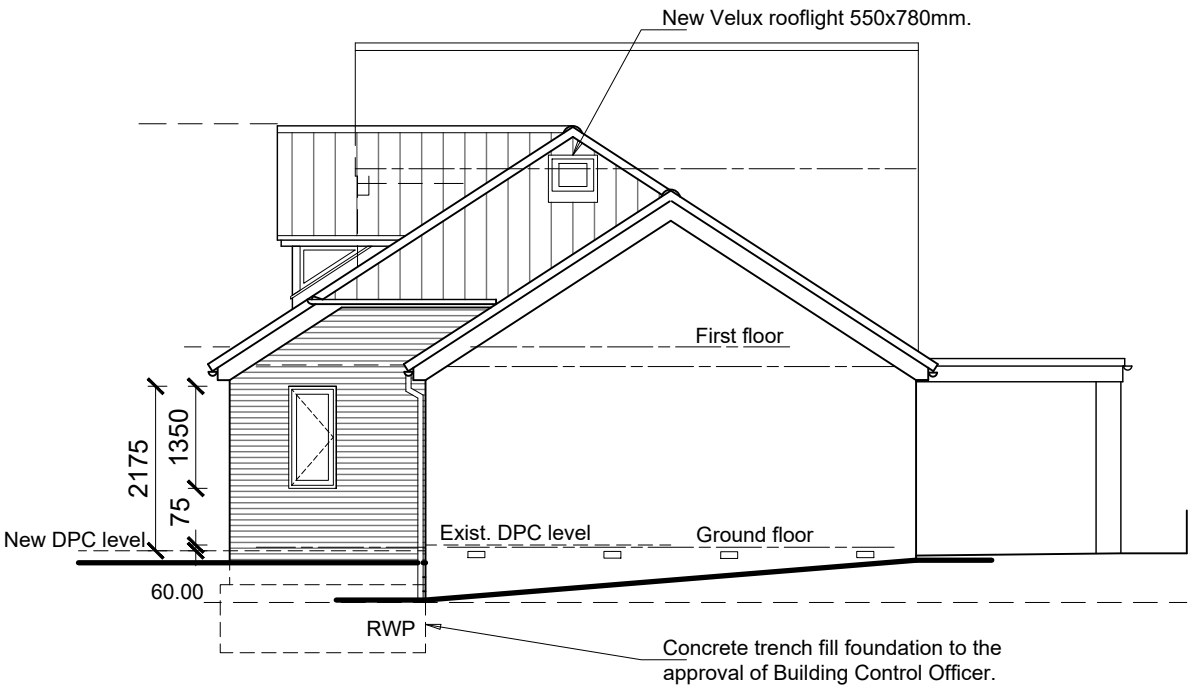 New Velux rooflight 550x780mm.
First floor
2175
1350
75
New DPC level
Exist. DPC level
Ground floor
60.00
RWP
Concrete trench fill foundation to the
approval of Building Control Officer.